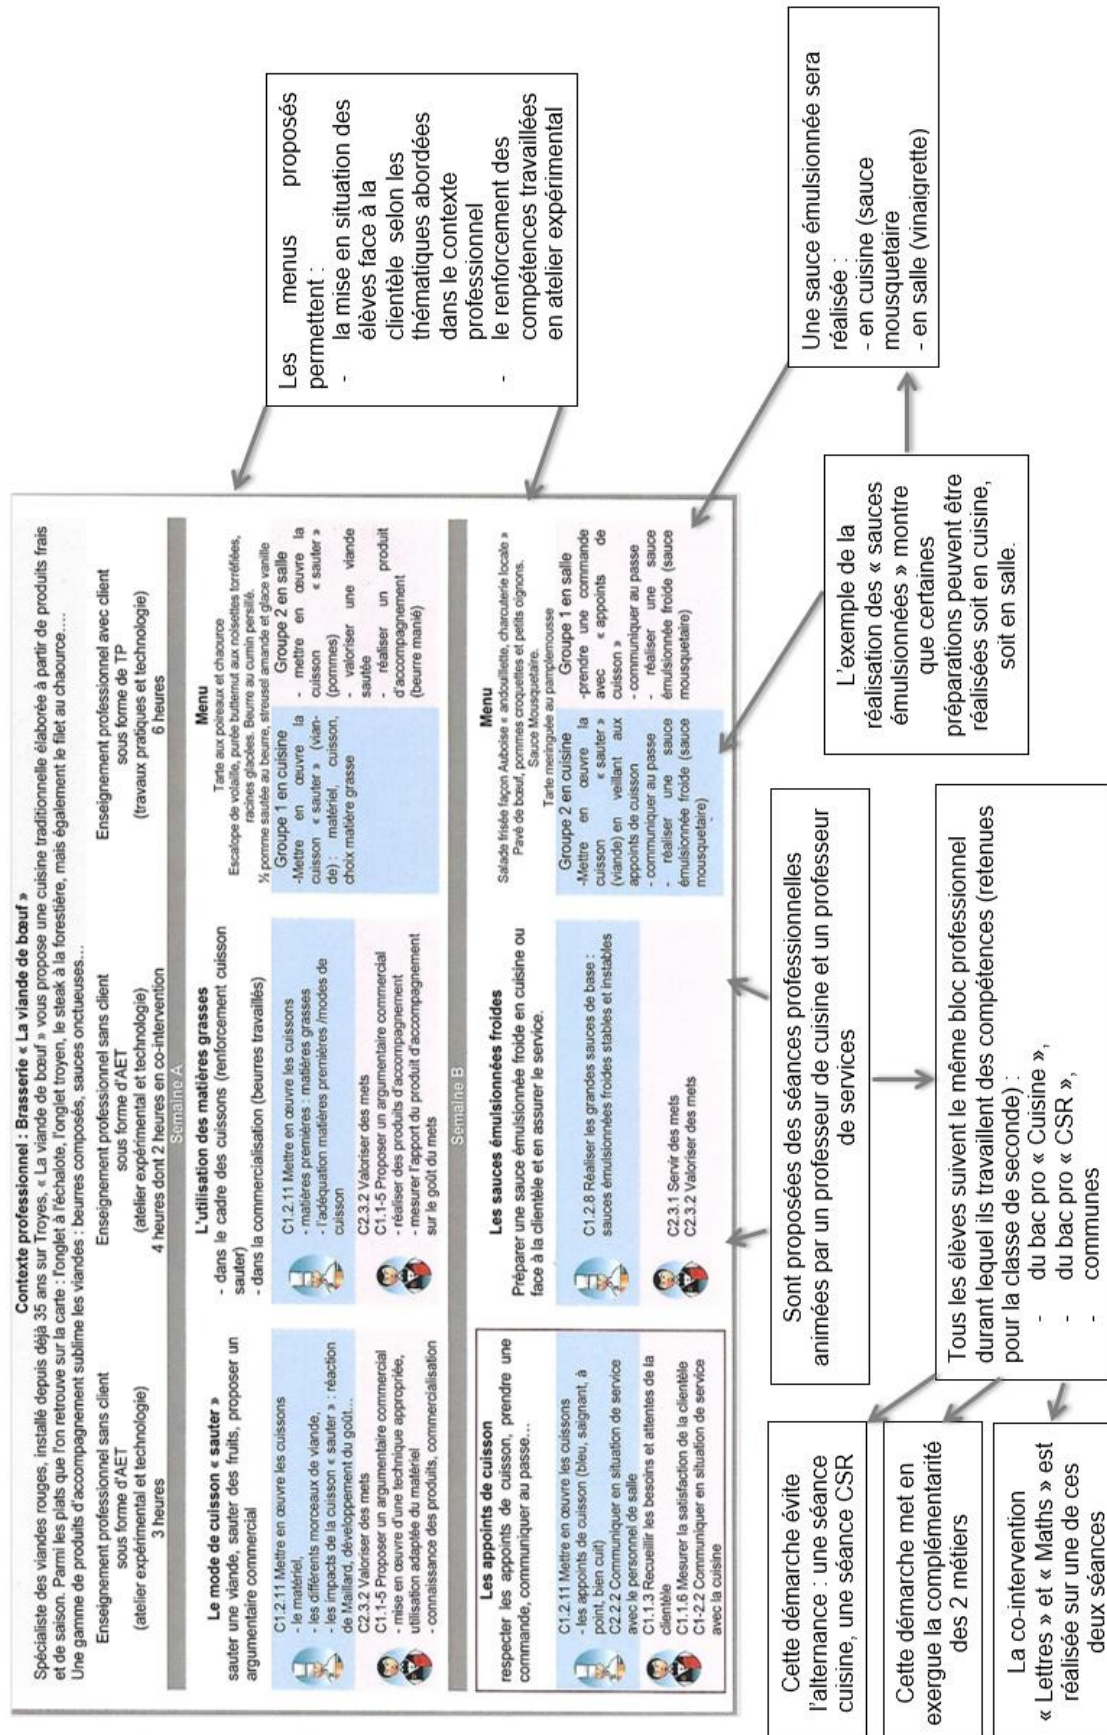 Contexte professionnel : Brasserie « La viande de bœuf »
Spécialiste des viandes rouges, installé depuis déjà 35 ans sur Troyes, « La viande de bœuf » vous propose une cuisine traditionnelle élaborée à partir de produits frais
et de saison. Parmi les plats que l'on retrouve sur la carte : l'onglet à l'échalote, l'onglet troyen, le steak à la forestière, mais également le filet au chaource….
Une gamme de produits d'accompagnement sublime les viandes : beurres composés, sauces onctueuses…
Enseignement professionnel sans client
sous forme d'AET
(atelier expérimental et technologie)
3 heures
Enseignement professionnel sans client
sous forme d'AET
(atelier expérimental et technologie)
4 heures dont 2 heures en co-intervention
Enseignement professionnel avec client
sous forme de TP
(travaux pratiques et technologie)
6 heures
Semaine A
Le mode de cuisson « sauter »
sauter une viande, sauter des fruits, proposer un
argumentaire commercial
C1.2.11 Mettre en œuvre les cuissons
- le matériel,
- les différents morceaux de viande,
- les impacts de la cuisson « sauter » : réaction
de Maillard, développement du goût…
C2.3.2 Valoriser des mets
C1.1-5 Proposer un argumentaire commercial
- mise en œuvre d'une technique appropriée,
utilisation adaptée du matériel
- connaissance des produits, commercialisation
L'utilisation des matières grasses
- dans le cadre des cuissons (renforcement cuisson
sauter)
- dans la commercialisation (beurres travaillés)
C1.2.11 Mettre en œuvre les cuissons
- matières premières : matières grasses
- l'adéquation matières premières /modes de
cuisson
C2.3.2 Valoriser des mets
C1.1-5 Proposer un argumentaire commercial
- réaliser des produits d'accompagnement
- mesurer l'apport du produit d'accompagnement
sur le goût du mets
Menu
Tarte aux poireaux et chaource
Escalope de volaille, purée butternut aux noisettes torréfiées,
racines glacées. Beurre au cumin persillé.
½ pomme sautée au beurre, streusel amande et glace vanille
Groupe 1 en cuisine
-Mettre en œuvre la
cuisson « sauter » (vian-
de) : matériel, cuisson,
choix matière grasse
Groupe 2 en salle
- mettre en œuvre la
cuisson « sauter »
(pommes)
- valoriser une viande
sautée
- réaliser un produit
d'accompagnement
(beurre manié)
Semaine B
Les appoints de cuisson
respecter les appoints de cuisson, prendre une
commande, communiquer au passe…
C1.2.11 Mettre en œuvre les cuissons
- les appoints de cuisson (bleu, saignant, à
point, bien cuit)
C2.2.2 Communiquer en situation de service
avec le personnel de salle
C1.1.3 Recueillir les besoins et attentes de la
clientèle
C1.1.6 Mesurer la satisfaction de la clientèle
C1-2.2 Communiquer en situation de service
avec la cuisine
Les sauces émulsionnées froides
Préparer une sauce émulsionnée froide en cuisine ou
face à la clientèle et en assurer le service.
C1.2.8 Réaliser les grandes sauces de base :
sauces émulsionnées froides stables et instables
C2.3.1 Servir des mets
C2.3.2 Valoriser des mets
Menu
Salade frisée façon Auboise « andouillette, charcuterie locale »
Pavé de bœuf, pommes croquettes et petits oignons.
Sauce Mousquetaire.
Tarte meringuée au pamplemousse
Groupe 2 en cuisine
-Mettre en œuvre la
cuisson « sauter »
(viande) en veillant aux
appoints de cuisson
- communiquer au passe
- réaliser une sauce
émulsionnée froide (sauce
mousquetaire)
Groupe 1 en salle
-prendre une commande
avec « appoints de
cuisson »
- communiquer au passe
- réaliser une sauce
émulsionnée froide (sauce
mousquetaire)
Les menus proposés
permettent :
- la mise en situation des
élèves face à la
clientèle selon les
thématiques abordées
dans le contexte
professionnel
- le renforcement des
compétences travaillées
en atelier expérimental
Une sauce émulsionnée sera
réalisée :
- en cuisine (sauce
mousquetaire
- en salle (vinaigrette)
L'exemple de la
réalisation des « sauces
émulsionnées » montre
que certaines
préparations peuvent être
réalisées soit en cuisine,
soit en salle.
Sont proposées des séances professionnelles
animées par un professeur de cuisine et un professeur
de services
Tous les élèves suivent le même bloc professionnel
durant lequel ils travaillent des compétences (retenues
pour la classe de seconde) :
- du bac pro « Cuisine »,
- du bac pro « CSR »,
- communes
Cette démarche évite
l'alternance : une séance
cuisine, une séance CSR
Cette démarche met en
exergue la complémentarité
des 2 métiers
La co-intervention
« Lettres » et « Maths » est
réalisée sur une de ces
deux séances